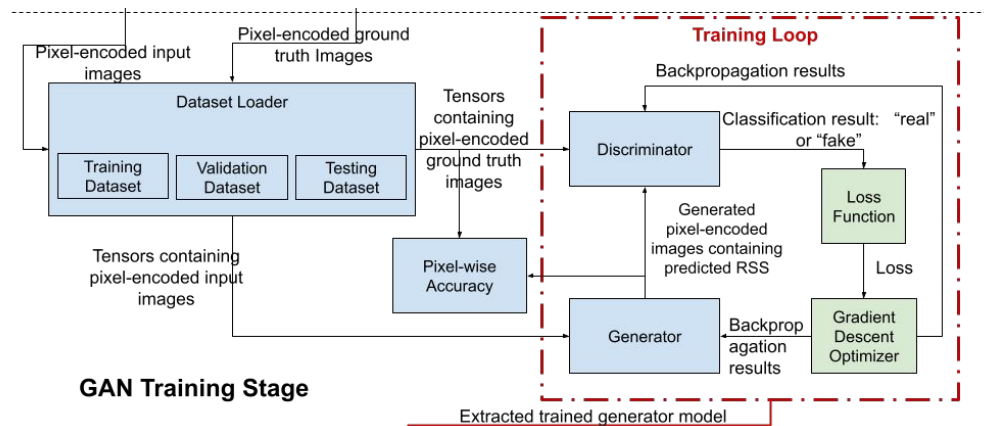 Pixel-encoded input
images
Pixel-encoded ground
truth Images
Training Loop
Dataset Loader
Training
Dataset
Validation
Dataset
Testing
Dataset
Tensors
containing
pixel-encoded
ground truth
images
Backpropagation results
Discriminator
Classification result: “real”
or “fake”
Loss
Function
Generated
pixel-encoded
images containing
predicted RSS
Tensors containing
pixel-encoded input
images
Pixel-wise
Accuracy
Loss
Generator
Backprop
agation
results
Gradient
Descent
Optimizer
GAN Training Stage
Extracted trained generator model